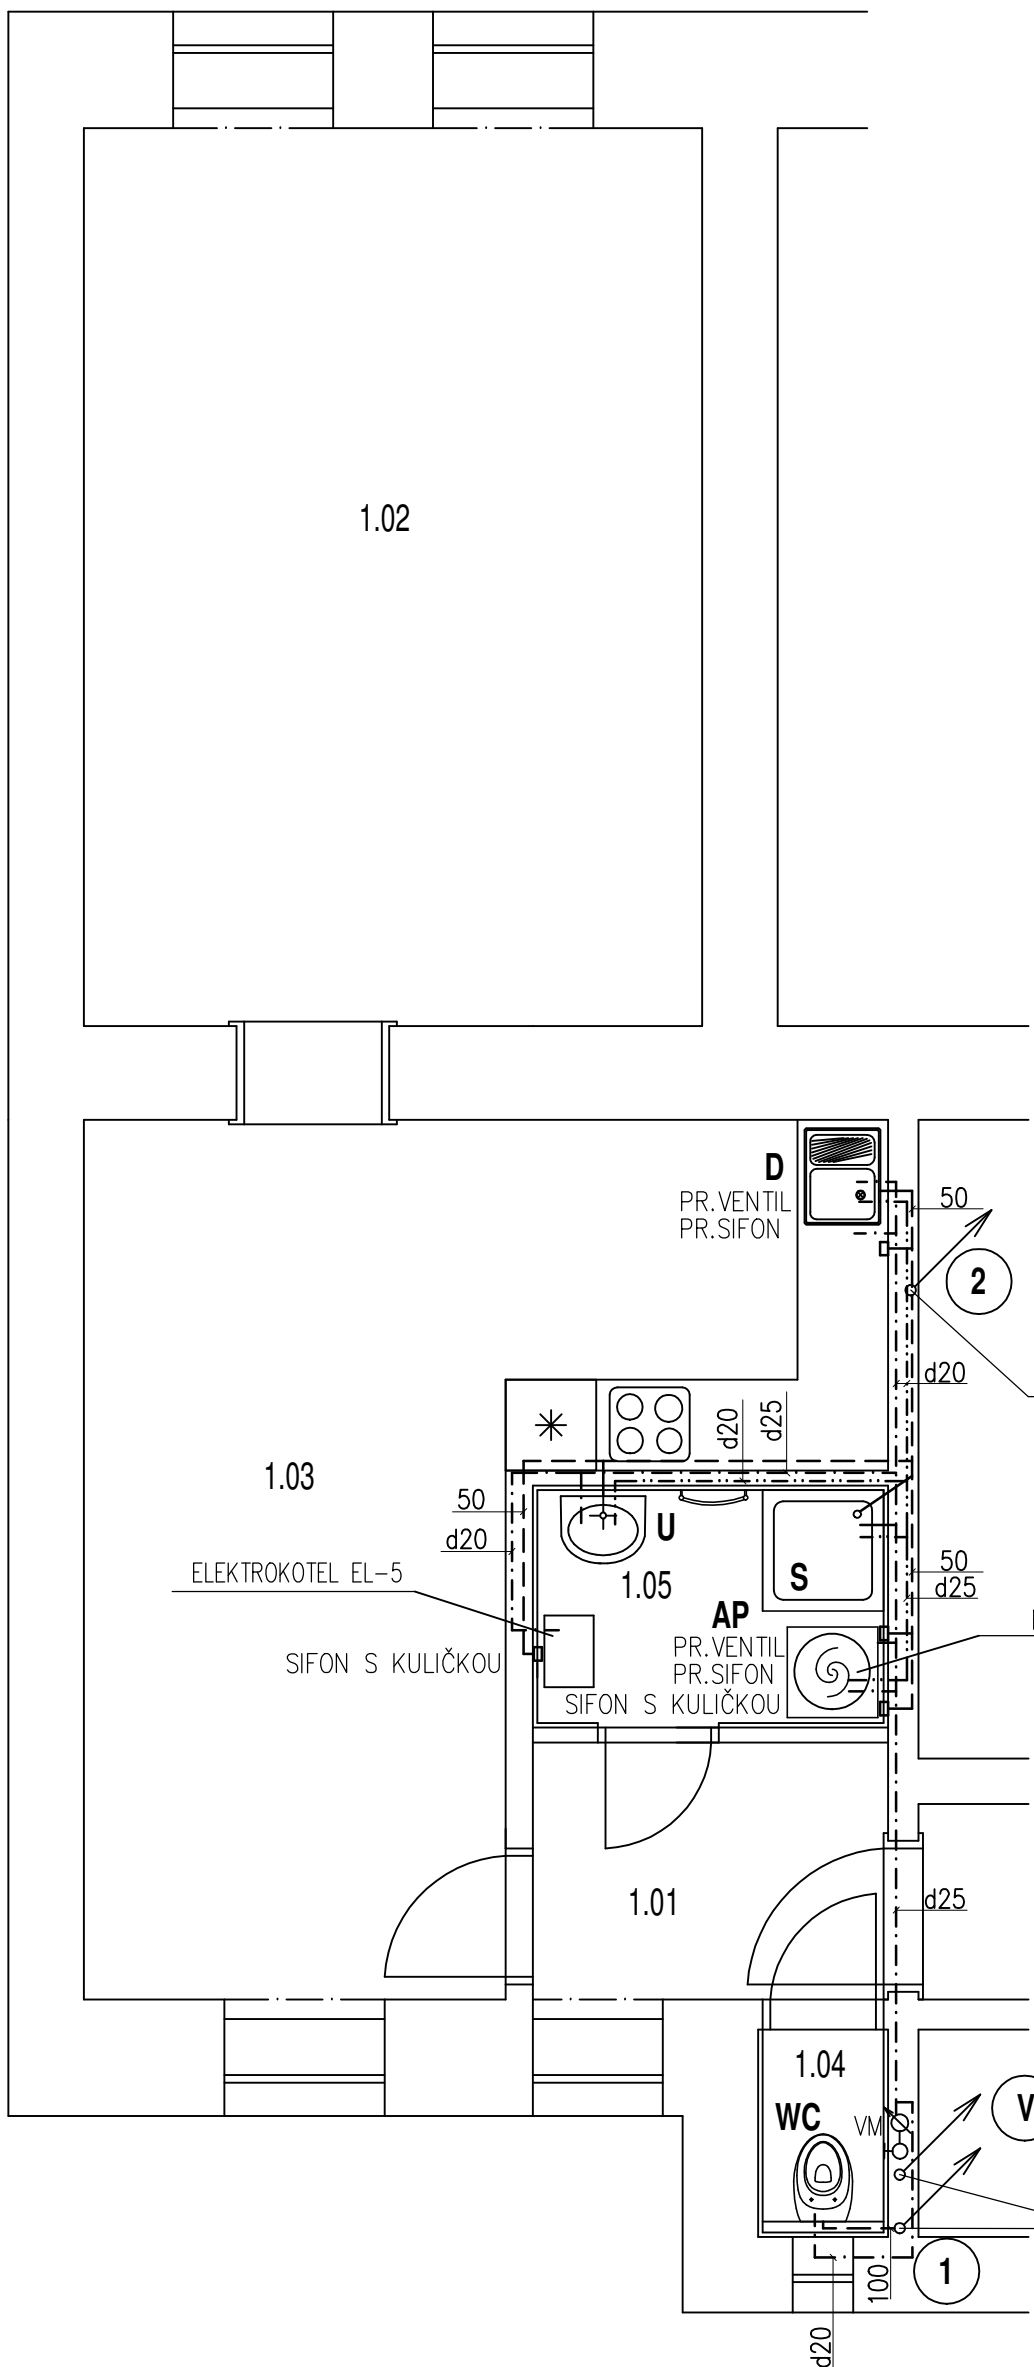 1.02
D
PR.VENTIL
PR.SIFON
50
2
d20
d20
d25
1.03
50
d20
U
1.05
S
50
d25
ELEKTROKOTEL EL-5
AP
PR.VENTIL
PR.SIFON
SIFON S KULIČKOU
SIFON S KULIČKOU
1.01
d25
1.04
WC
VM
V
1
100
d20